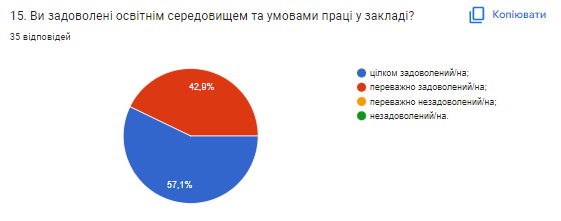 15. Ви задоволені освітнім середовищем та умовами праці у закладі?
Копіювати
35 відповідей
42,9%
57,1%
цілком задоволений/на;
переважно задоволений/на;
переважно незадоволений/на;
незадоволений/на.